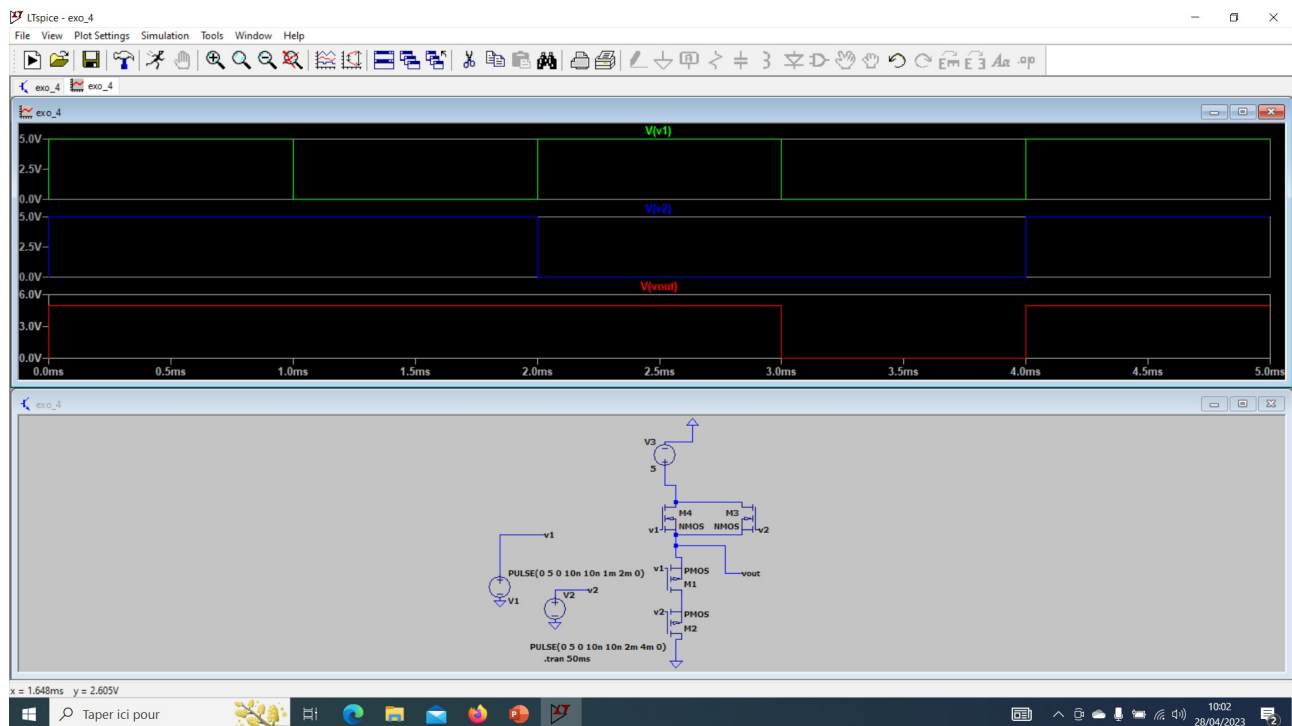 LTspice - exo_4
File View Plot Settings Simulation Tools Window Help
exo_4 exo_4
exo_4
V(v1)
5.0V
2.5V
0.0V
V(v2)
5.0V
2.5V
0.0V
V(vout)
6.0V
3.0V
0.0V
0.0ms 0.5ms 1.0ms 1.5ms 2.0ms 2.5ms 3.0ms 3.5ms 4.0ms 4.5ms 5.0ms
exo_4
V3
5
M4 M3
v1 NMOS NMOS v2
v1
PULSE(0 5 0 10n 10n 1m 2m 0) v1 PMOS vout
M1
V1 V2 v2
v2 PMOS
M2
PULSE(0 5 0 10n 10n 2m 4m 0)
.tran 50ms
x = 1.648ms y = 2.605V
Taper ici pour
10:02
28/04/2023
2